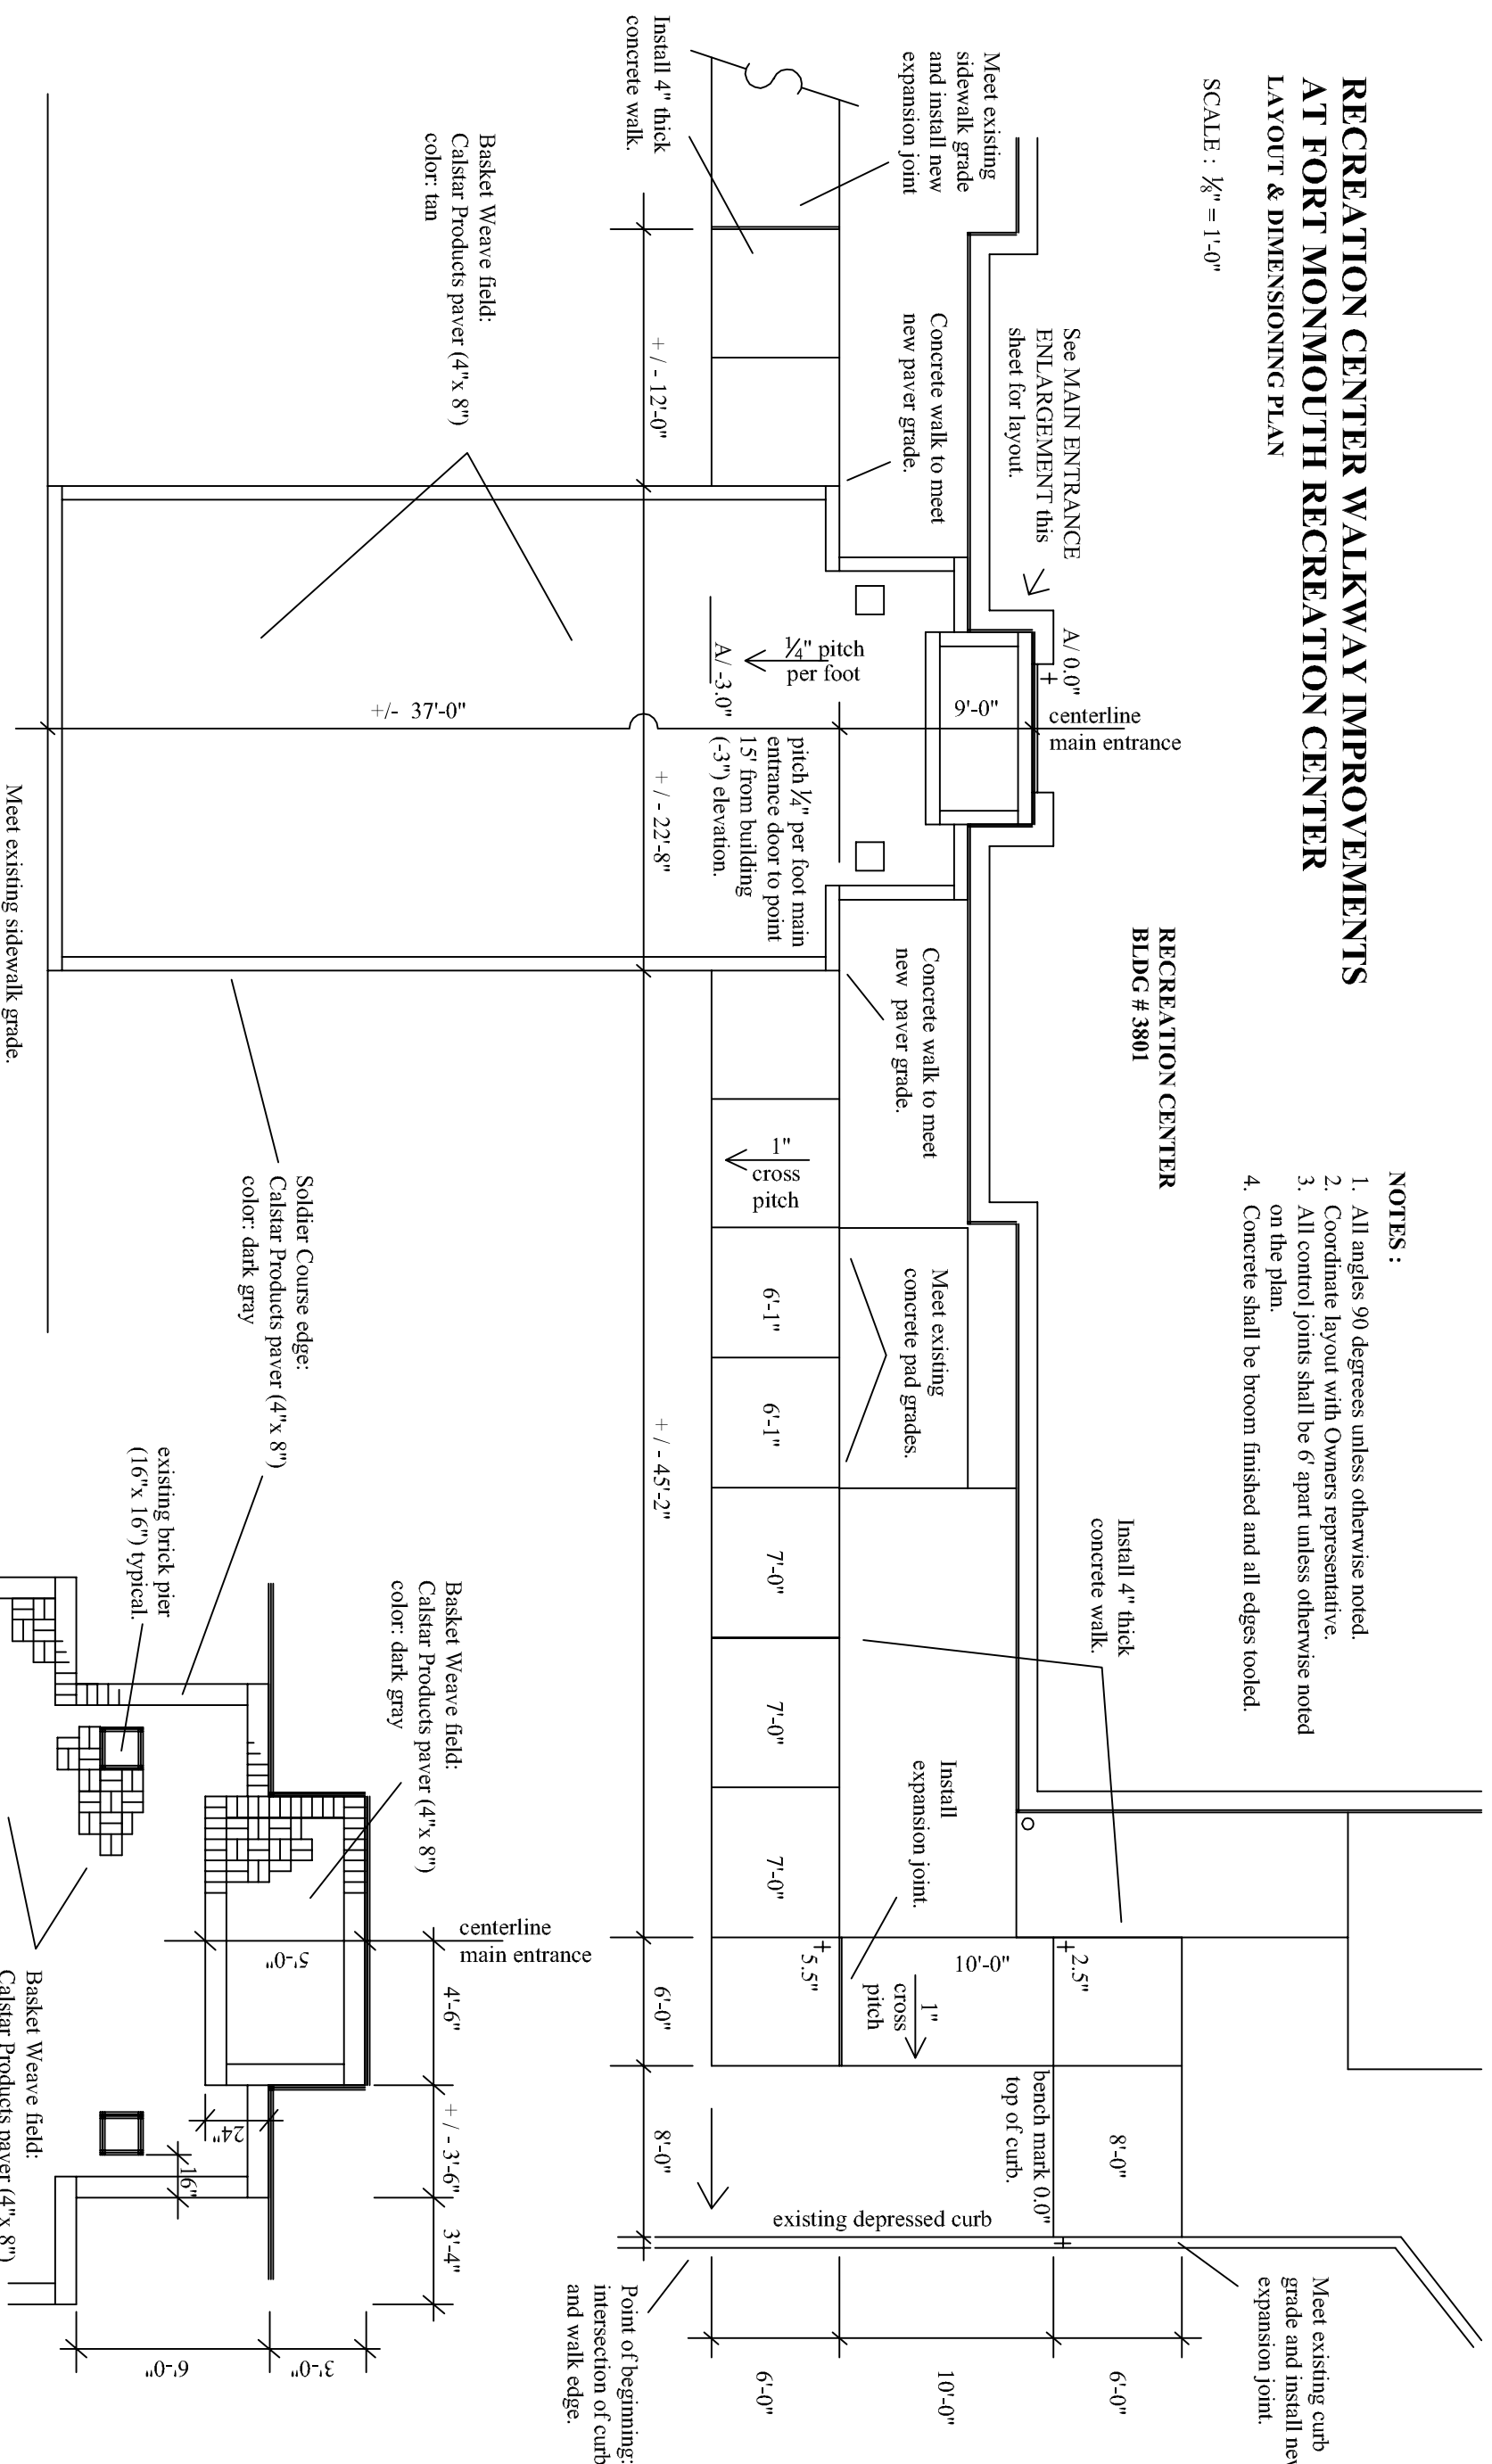 RECREATION CENTER WALKWAY IMPROVEMENTS
AT FORT MONMOUTH RECREATION CENTER
LAYOUT & DIMENSIONING PLAN
SCALE : 1/8" = 1'-0"
NOTES :
1. All angles 90 degrees unless otherwise noted.
2. Coordinate layout with Owners representative.
3. All control joints shall be 6' apart unless otherwise noted
on the plan.
4. Concrete shall be broom finished and all edges tooled.
RECREATION CENTER
BLDG # 3801
Meet existing
sidewalk grade
and install new
expansion joint
Install 4" thick
concrete walk.
See MAIN ENTRANCE
ENLARGEMENT this
sheet for layout.
Concrete walk to meet
new paver grade.
A/ 0.0"
centerline
main entrance
9'-0"
1/4" pitch
per foot
A/ -3.0"
pitch 1/4" per foot main
entrance door to point
15' from building
(-3") elevation.
Concrete walk to meet
new paver grade.
1"
cross
pitch
Meet existing
concrete pad grades.
Install 4" thick
concrete walk.
Install
expansion joint.
6'-1"
6'-1"
7'-0"
7'-0"
7'-0"
5.5"
10'-0"
2.5"
1"
cross
pitch
bench mark 0.0"
top of curb.
8'-0"
existing depressed curb
Meet existing curb
grade and install new
expansion joint.
6'-0"
10'-0"
6'-0"
Point of beginning:
intersection of curb
and walk edge.
+ / - 12'-0"
+ / - 22'-8"
+ / - 45'-2"
6'-0"
8'-0"
+/- 37'-0"
Basket Weave field:
Calstar Products paver (4"x 8")
color: tan
Meet existing sidewalk grade.
Soldier Course edge:
Calstar Products paver (4"x 8")
color: dark gray
existing brick pier
(16"x 16") typical.
Basket Weave field:
Calstar Products paver (4"x 8")
color: dark gray
centerline
main entrance
5'-0"
4'-6"
+ / - 3'-6"
3'-4"
24"
16"
6'-0"
3'-0"
Basket Weave field:
Calstar Products paver (4"x 8")